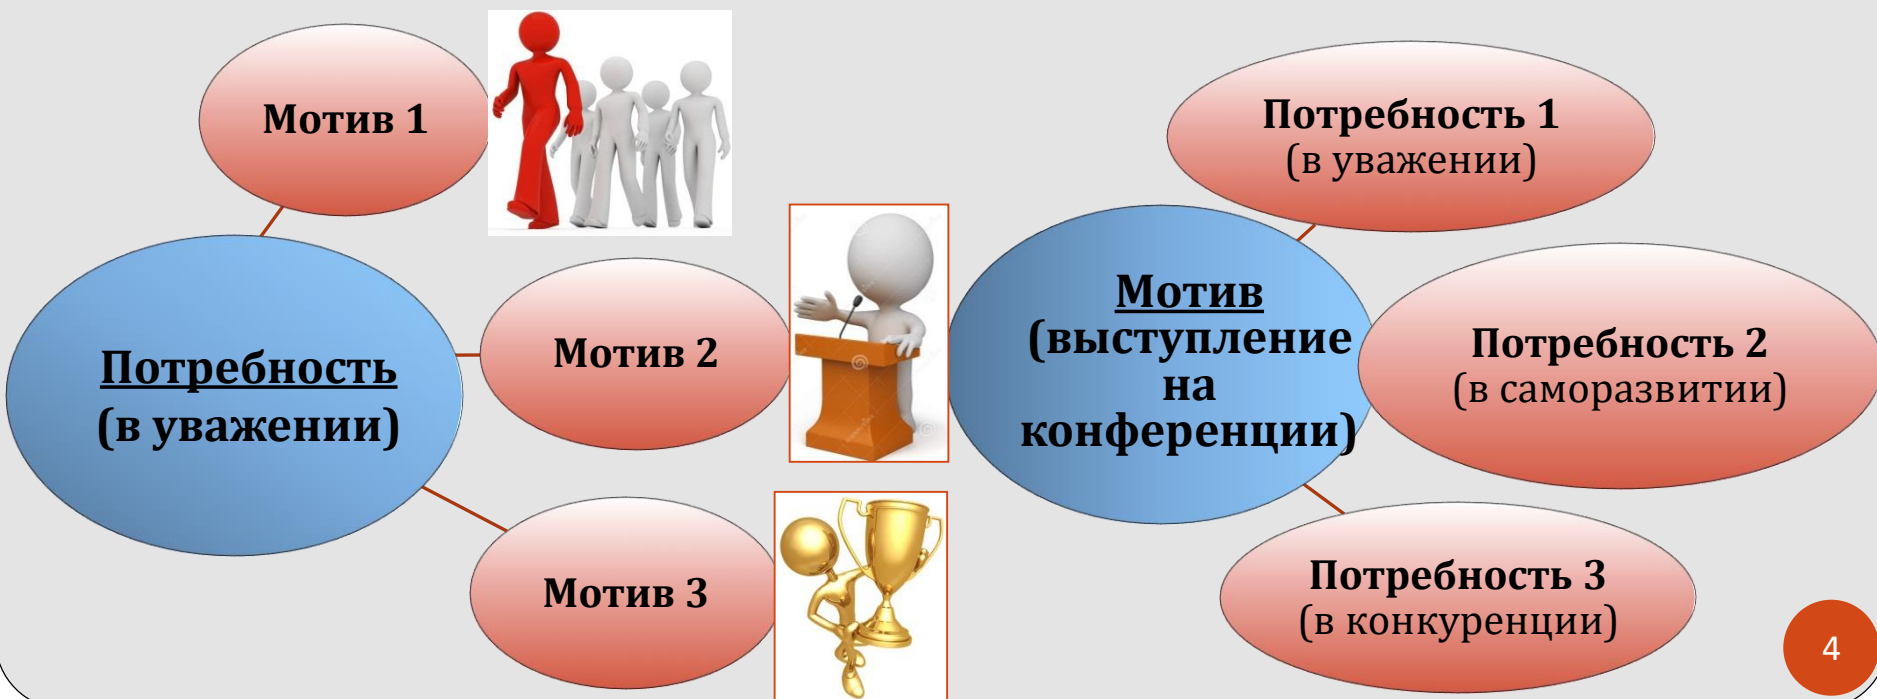 Мотив 1
Потребность
(в уважении)
Мотив 2
Мотив 3
Мотив
(выступление
на
конференции)
Потребность 1
(в уважении)
Потребность 2
(в саморазвитии)
Потребность 3
(в конкуренции)
4